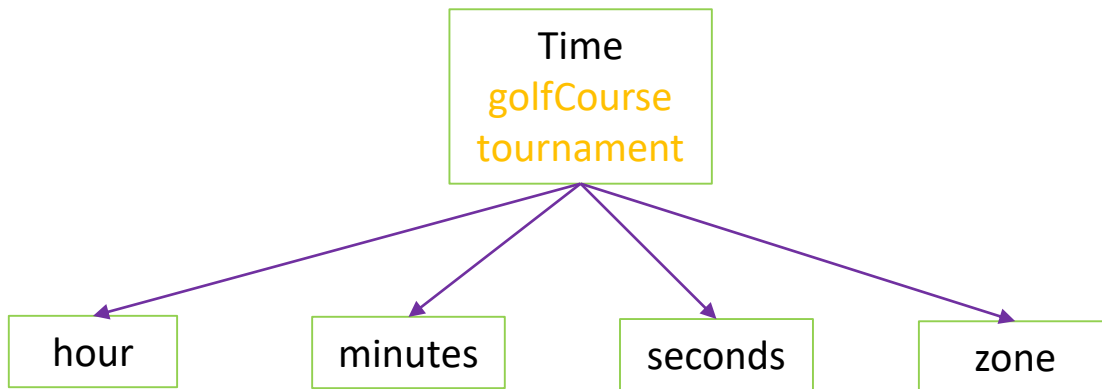 Time
golfCourse
tournament
hour
minutes
seconds
zone